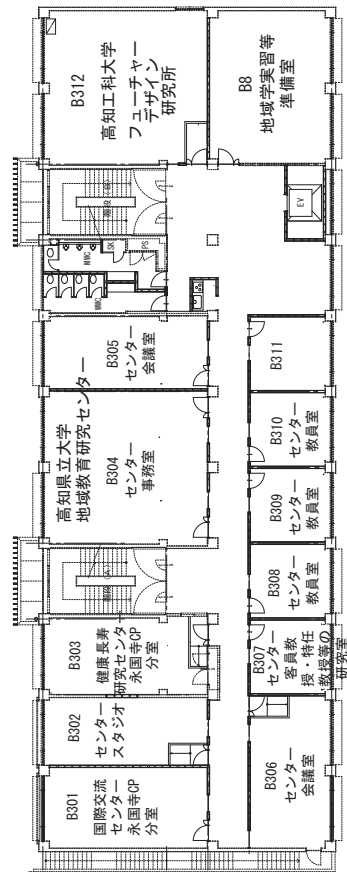 B301
国際交流
センター
永国寺CP
分室
B302
センター
スタジオ
B303
健康長寿
研究センタ
永国寺CP
分室
階段（A）
高知県立大学
地域教育研究センター
B304
センター
事務室
B305
センター
会議室
WWC
MWC
SK
PS
階段（B）
B312
高知工科大学
フューチャー
デザイン
研究所
B306
センター
会議室
B307
センター
客員教
授・特任
教授等の
研究室
B308
センター
教員室
B309
センター
教員室
B310
センター
教員室
B311
EV
B8
地域学実習等
準備室